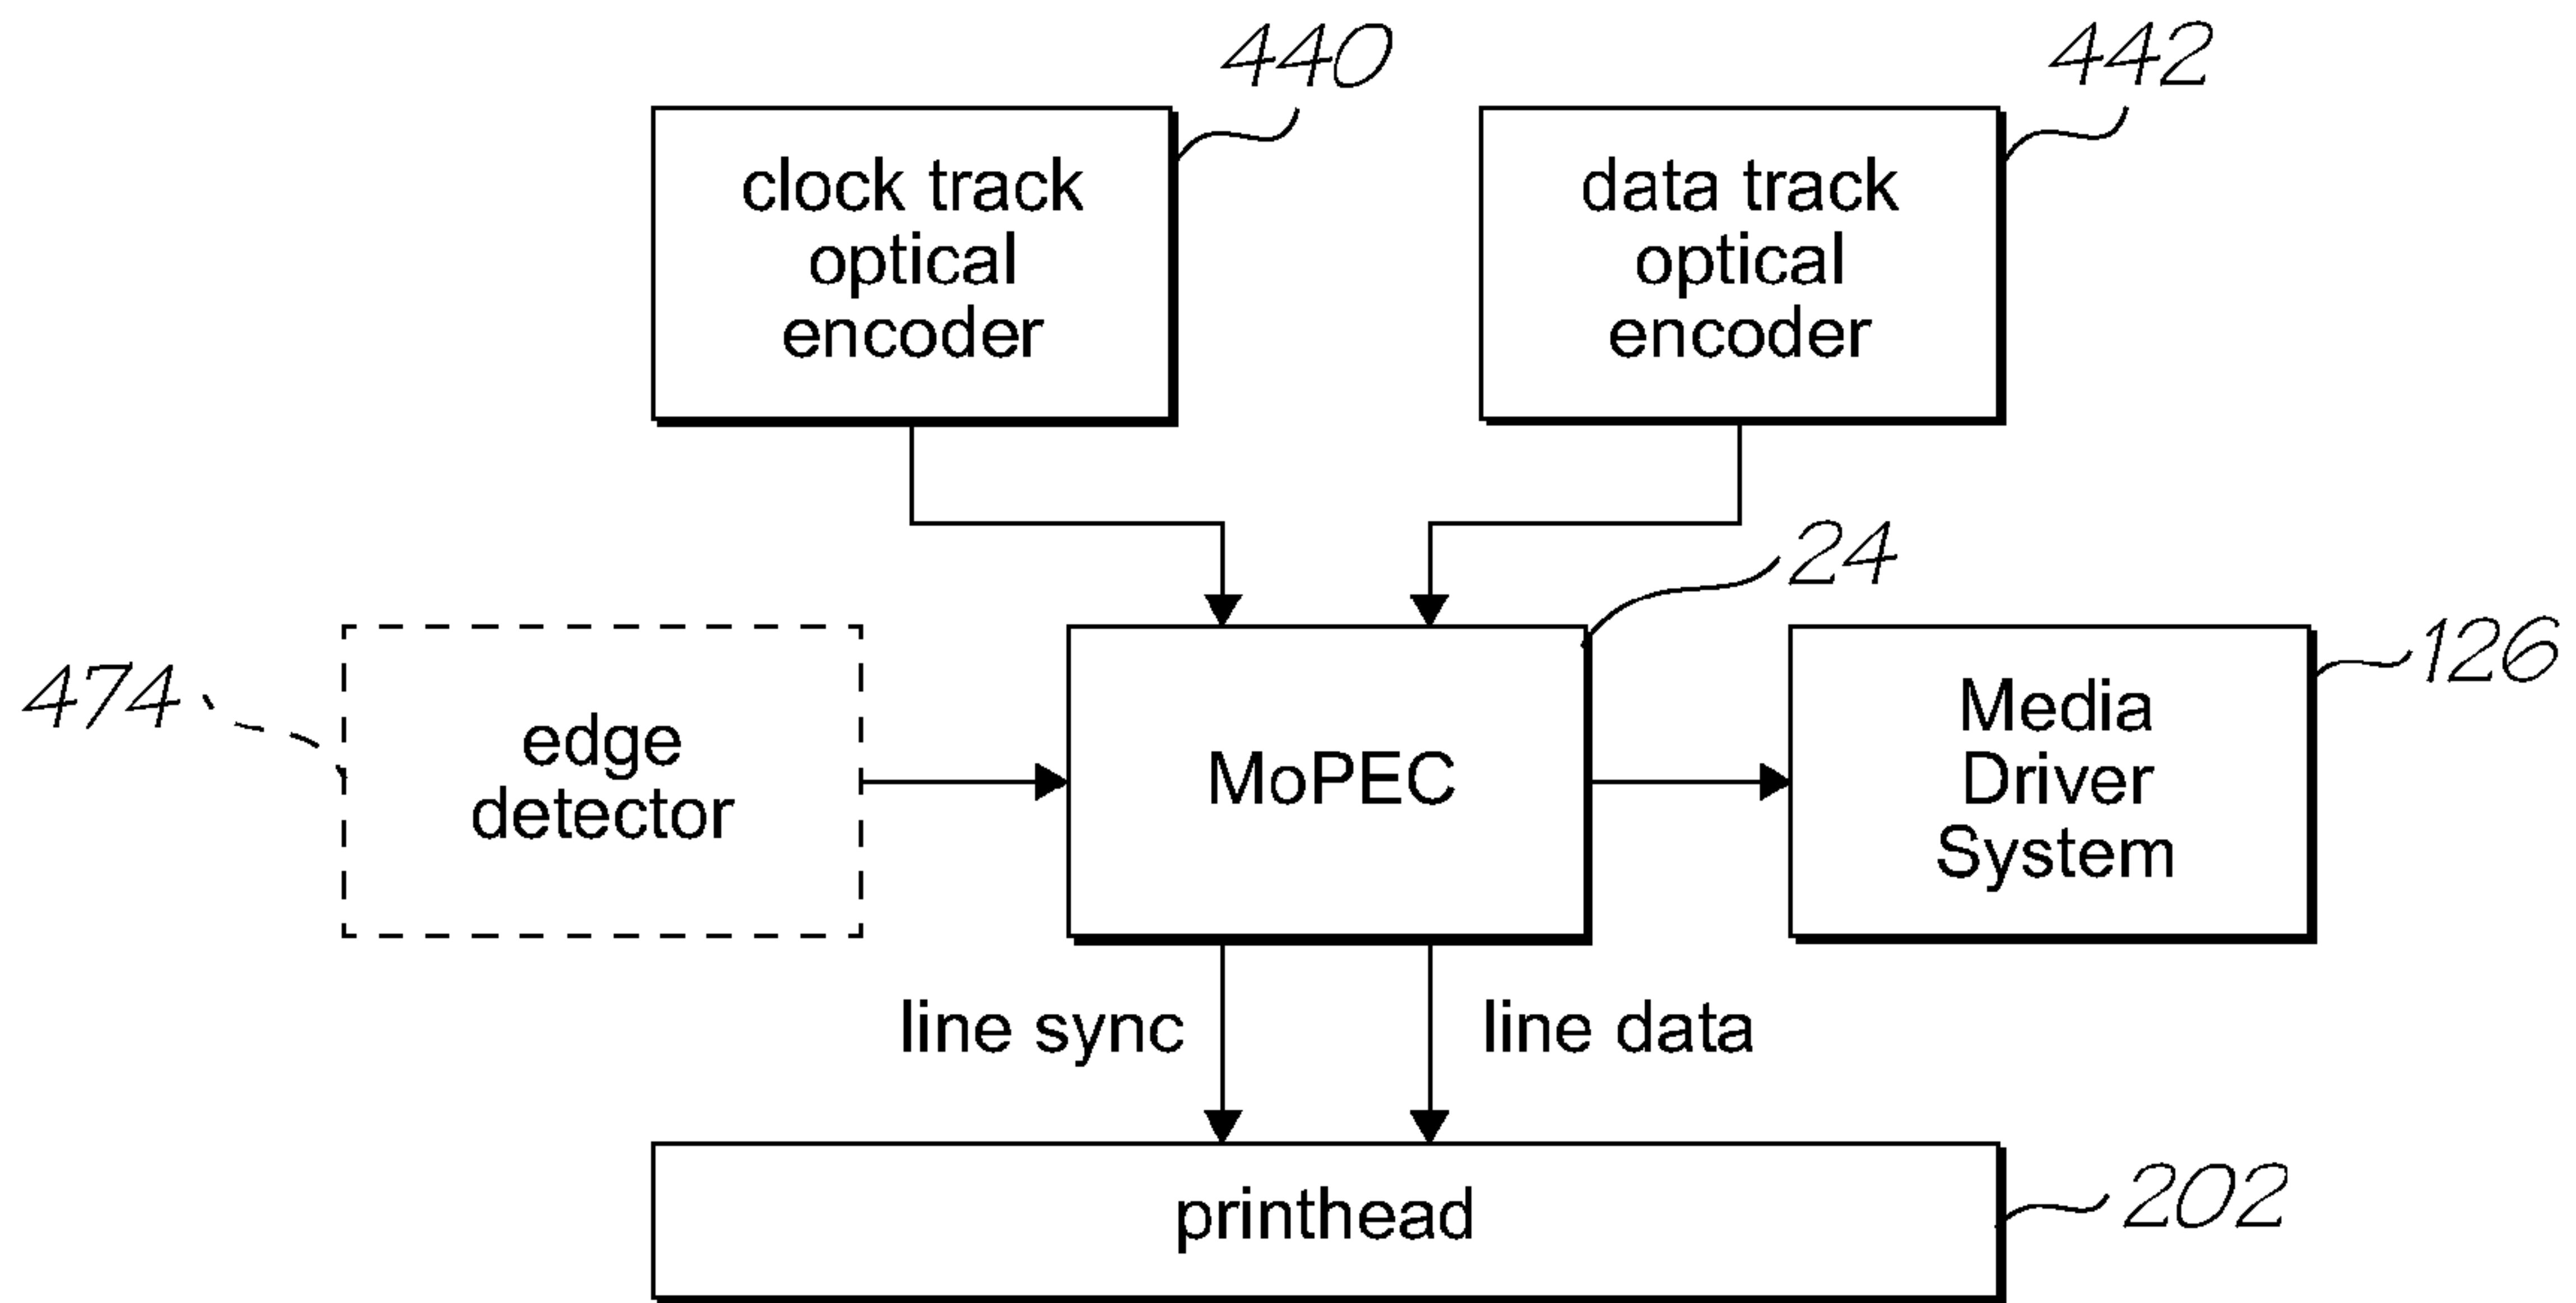 440
442
clock track
optical
encoder
data track
optical
encoder
24
474
edge
detector
MoPEC
126
Media
Driver
System
line sync
line data
printhead
202